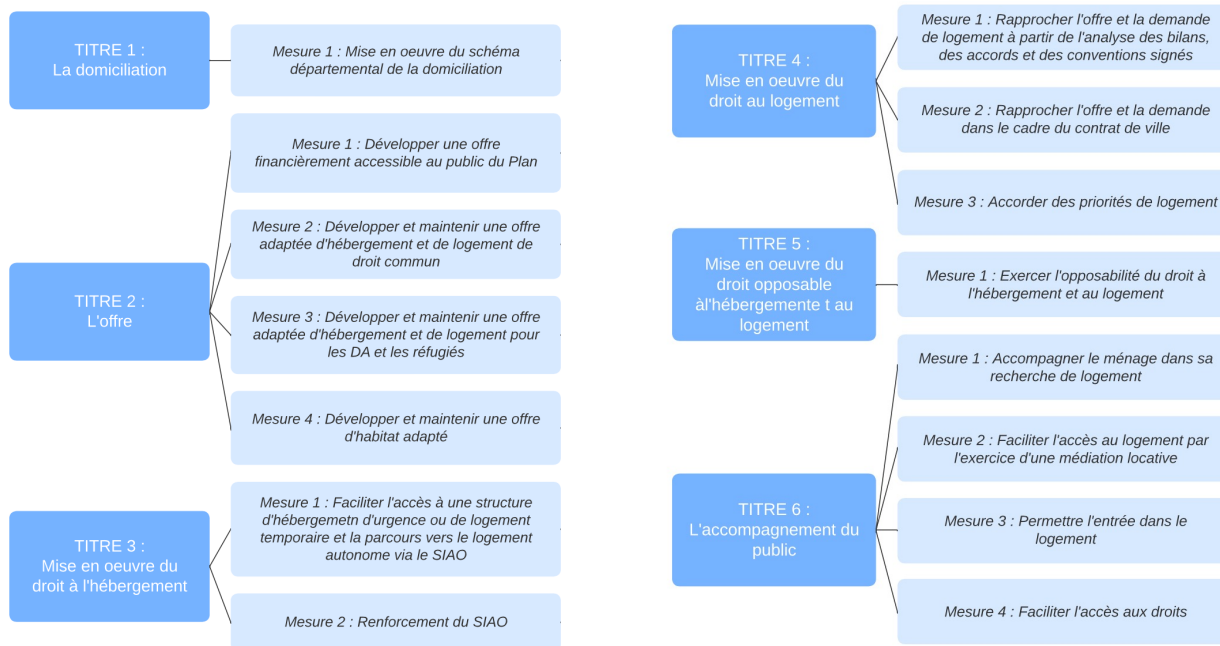 TITRE 1 :
La domiciliation
Mesure 1 : Mise en oeuvre du schéma
départemental de la domiciliation
TITRE 2 :
L'offre
Mesure 1 : Développer une offre
financièrement accessible au public du Plan
Mesure 2 : Développer et maintenir une offre
adaptée d'hébergement et de logement de
droit commun
Mesure 3 : Développer et maintenir une offre
adaptée d'hébergement et de logement pour
les DA et les réfugiés
Mesure 4 : Développer et maintenir une offre
d'habitat adapté
TITRE 3 :
Mise en oeuvre du
droit à l'hébergement
Mesure 1 : Faciliter l'accès à une structure
d'hébergemetn d'urgence ou de logement
temporaire et la parcours vers le logement
autonome via le SIAO
Mesure 2 : Renforcement du SIAO
TITRE 4 :
Mise en oeuvre du
droit au logement
Mesure 1 : Rapprocher l'offre et la demande
de logement à partir de l'analyse des bilans,
des accords et des conventions signés
Mesure 2 : Rapprocher l'offre et la demande
dans le cadre du contrat de ville
Mesure 3 : Accorder des priorités de logement
TITRE 5 :
Mise en oeuvre du
droit opposable
àl'hébergemente t au
logement
Mesure 1 : Exercer l'opposabilité du droit à
l'hébergement et au logement
TITRE 6 :
L'accompagnement du
public
Mesure 1 : Accompagner le ménage dans sa
recherche de logement
Mesure 2 : Faciliter l'accès au logement par
l'exercice d'une médiation locative
Mesure 3 : Permettre l'entrée dans le
logement
Mesure 4 : Faciliter l'accès aux droits